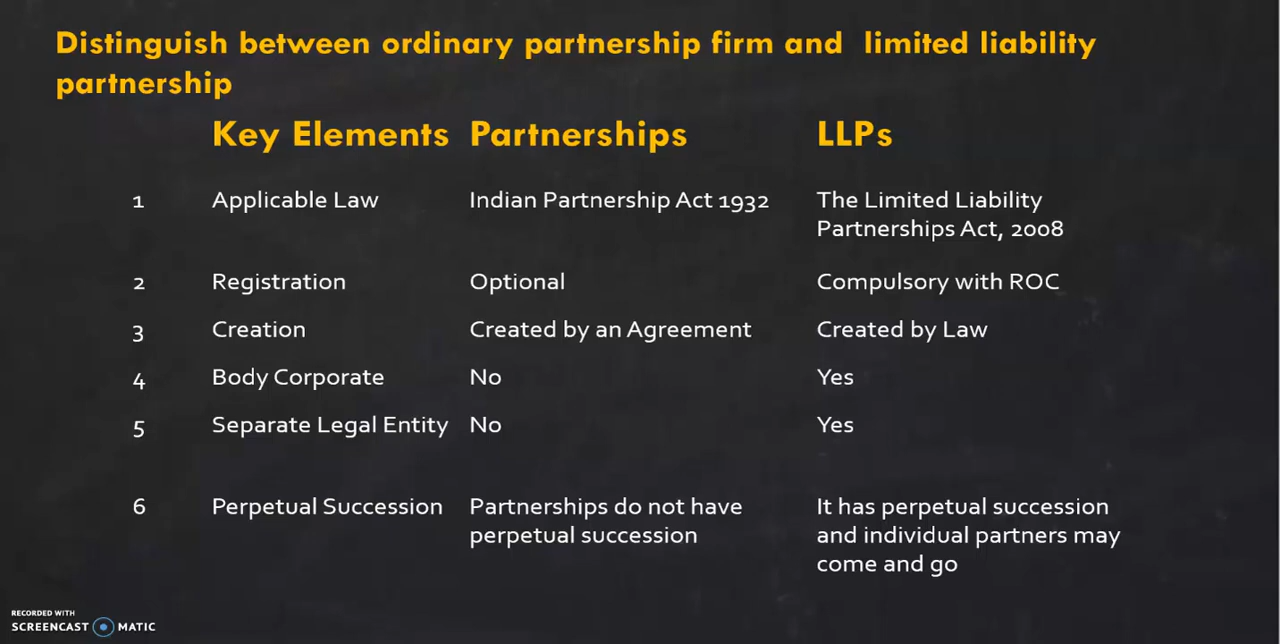 Distinguish between ordinary partnership firm and limited liability
partnership
Key Elements Partnerships LLPs
1 Applicable Law Indian Partnership Act 1932 The Limited Liability
Partnerships Act, 2008
2 Registration Optional Compulsory with ROC
3 Creation Created by an Agreement Created by Law
4 Body Corporate No Yes
5 Separate Legal Entity No Yes
6 Perpetual Succession Partnerships do not have It has perpetual succession
perpetual succession and individual partners may
come and go
RECORDED WITH
SCREENCAST MATIC